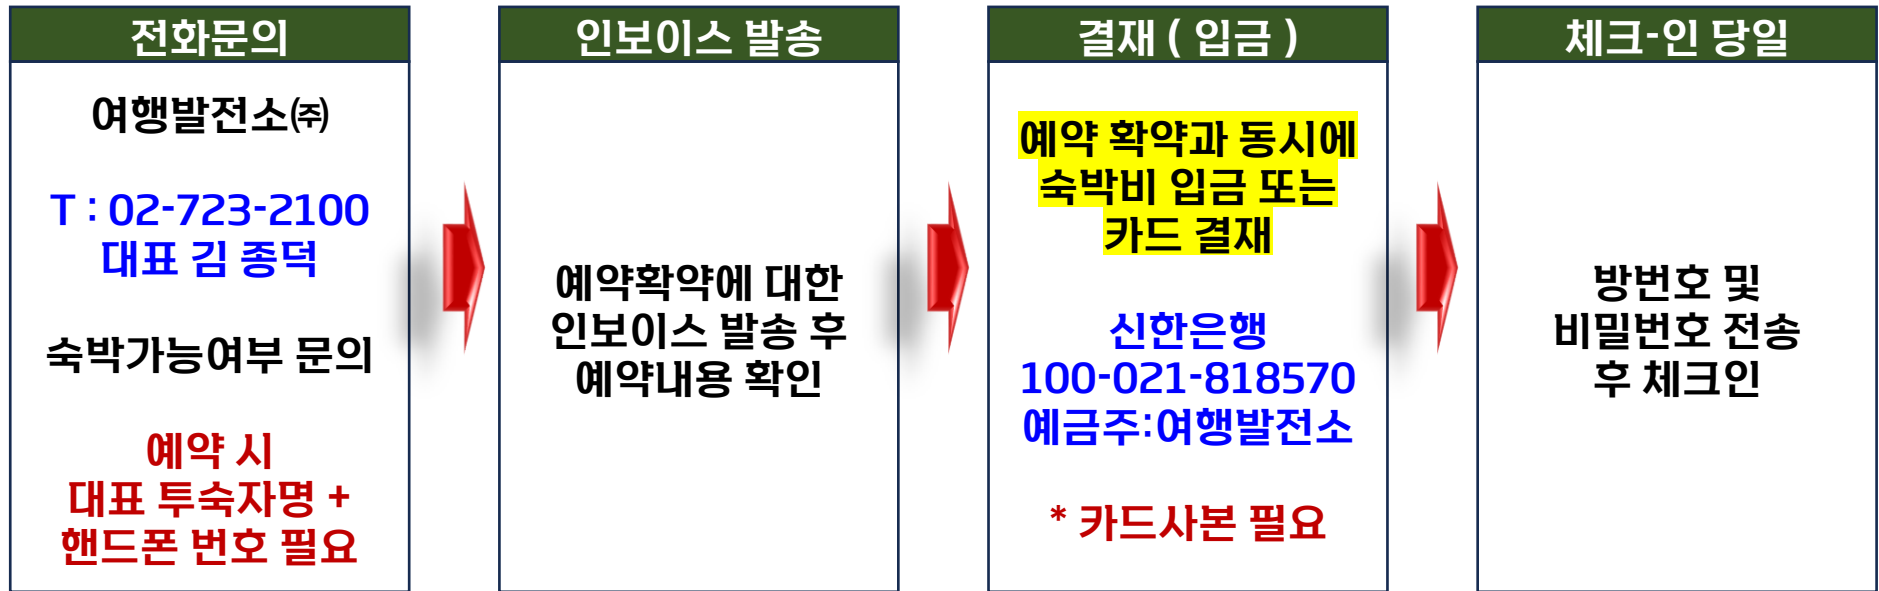 전화문의
여행발전소㈜
T : 02-723-2100
대표 김 종덕
숙박가능여부 문의
예약 시
대표 투숙자명 +
핸드폰 번호 필요
인보이스 발송
예약확약에 대한
인보이스 발송 후
예약내용 확인
결재 ( 입금 )
예약 확약과 동시에
숙박비 입금 또는
카드 결재
신한은행
100-021-818570
예금주:여행발전소
* 카드사본 필요
체크-인 당일
방번호 및
비밀번호 전송
후 체크인